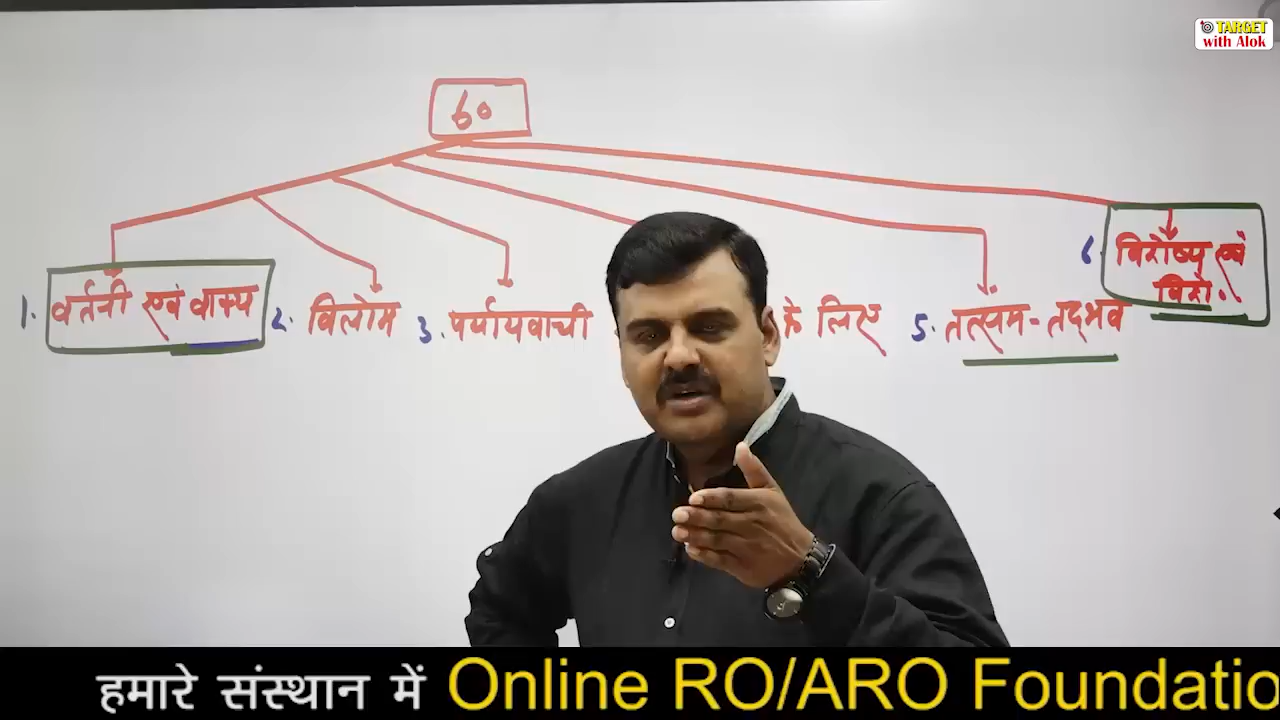 TARGET
with Alok
60
1. वर्तनी एवं वाक्य
2. विलोम
3. पर्यायवाची
के लिए
5. तत्सम - तद्भव
6. विशेष्य एवं
विशे.
हमारे संस्थान में Online RO/ARO Foundatio